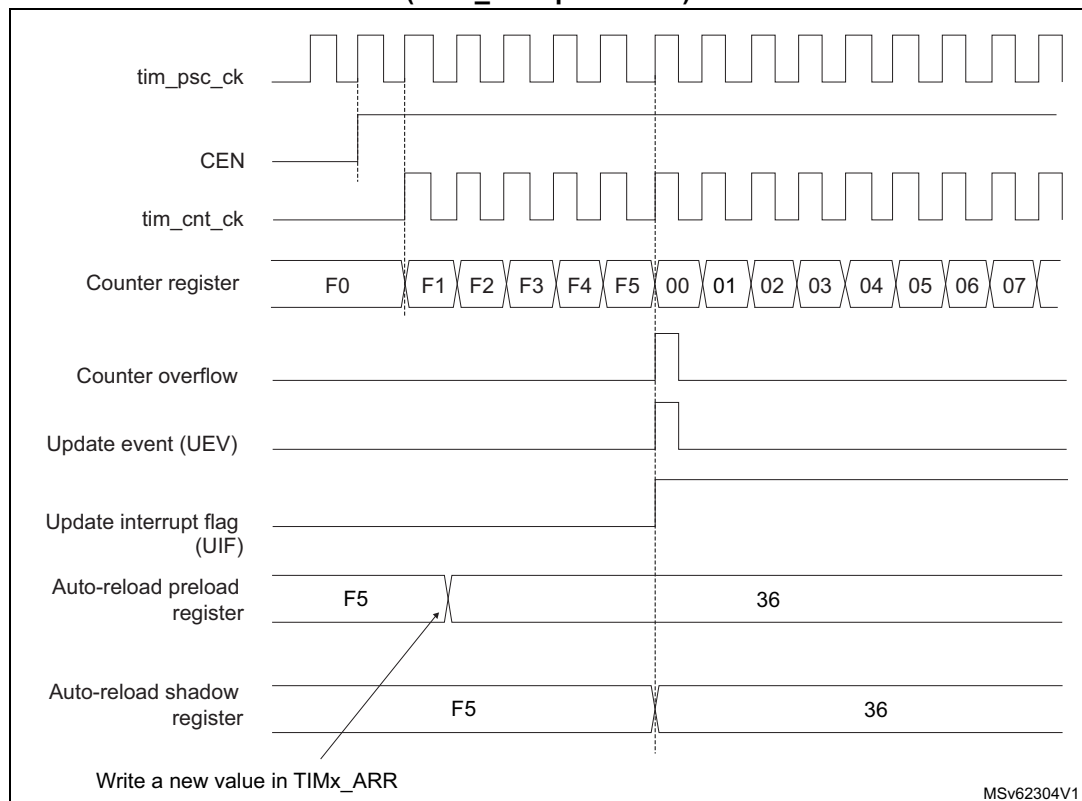 tim_psc_ck
CEN
tim_cnt_ck
Counter register F0 F1 F2 F3 F4 F5 00 01 02 03 04 05 06 07
Counter overflow
Update event (UEV)
Update interrupt flag
(UIF)
Auto-reload preload
register
F5 36
Auto-reload shadow
register
F5 36
Write a new value in TIMx_ARR
MSv62304V1